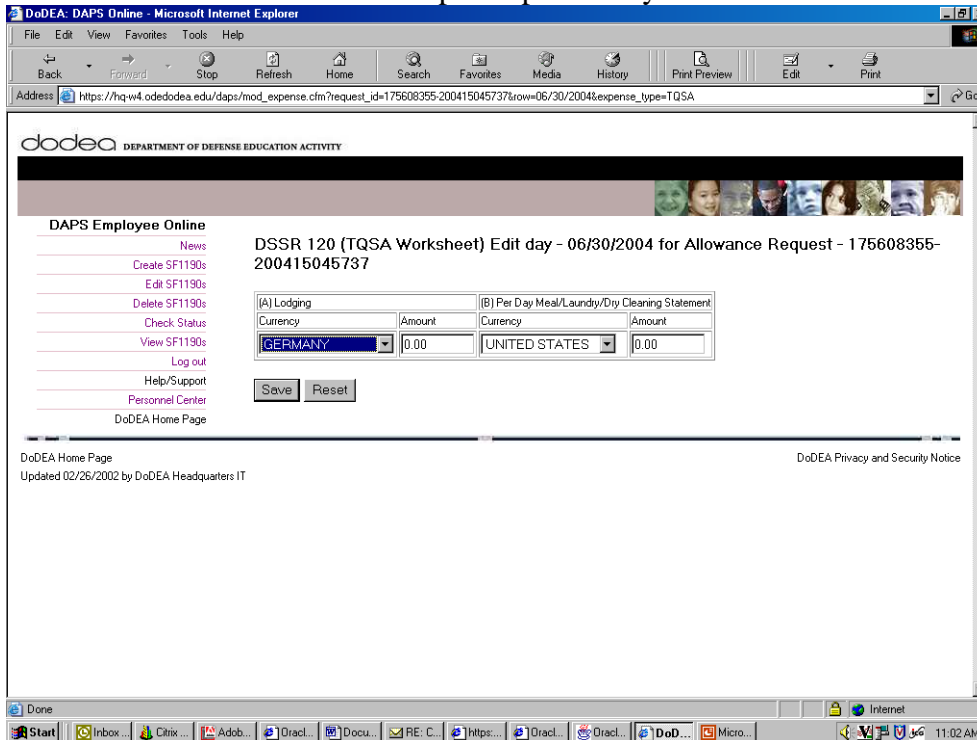 DoDEA: DAPS Online - Microsoft Internet Explorer
File Edit View Favorites Tools Help
Back Forward Stop Refresh Home Search Favorites Media History Print Preview Edit Print
Address https://hq-w4.odedodea.edu/daps/mod_expense.cfm?request_id=175608355-200415045737&row=06/30/2004&expense_type=TQSA Go
dodea DEPARTMENT OF DEFENSE EDUCATION ACTIVITY
DAPS Employee Online
News
Create SF1190s
Edit SF1190s
Delete SF1190s
Check Status
View SF1190s
Log out
Help/Support
Personnel Center
DoDEA Home Page
DSSR 120 (TQSA Worksheet) Edit day - 06/30/2004 for Allowance Request - 175608355-
200415045737
(A) Lodging (B) Per Day Meal/Laundry/Dry Cleaning Statement
Currency Amount Currency Amount
GERMANY 0.00 UNITED STATES 0.00
Save Reset
DoDEA Home Page DoDEA Privacy and Security Notice
Updated 02/26/2002 by DoDEA Headquarters IT
Done Internet
Start Inbox ... Citrix ... Adob... Oracl... Docu... RE: C... https:... Oracl... Oracl... DoD... Micro... 11:02 AM